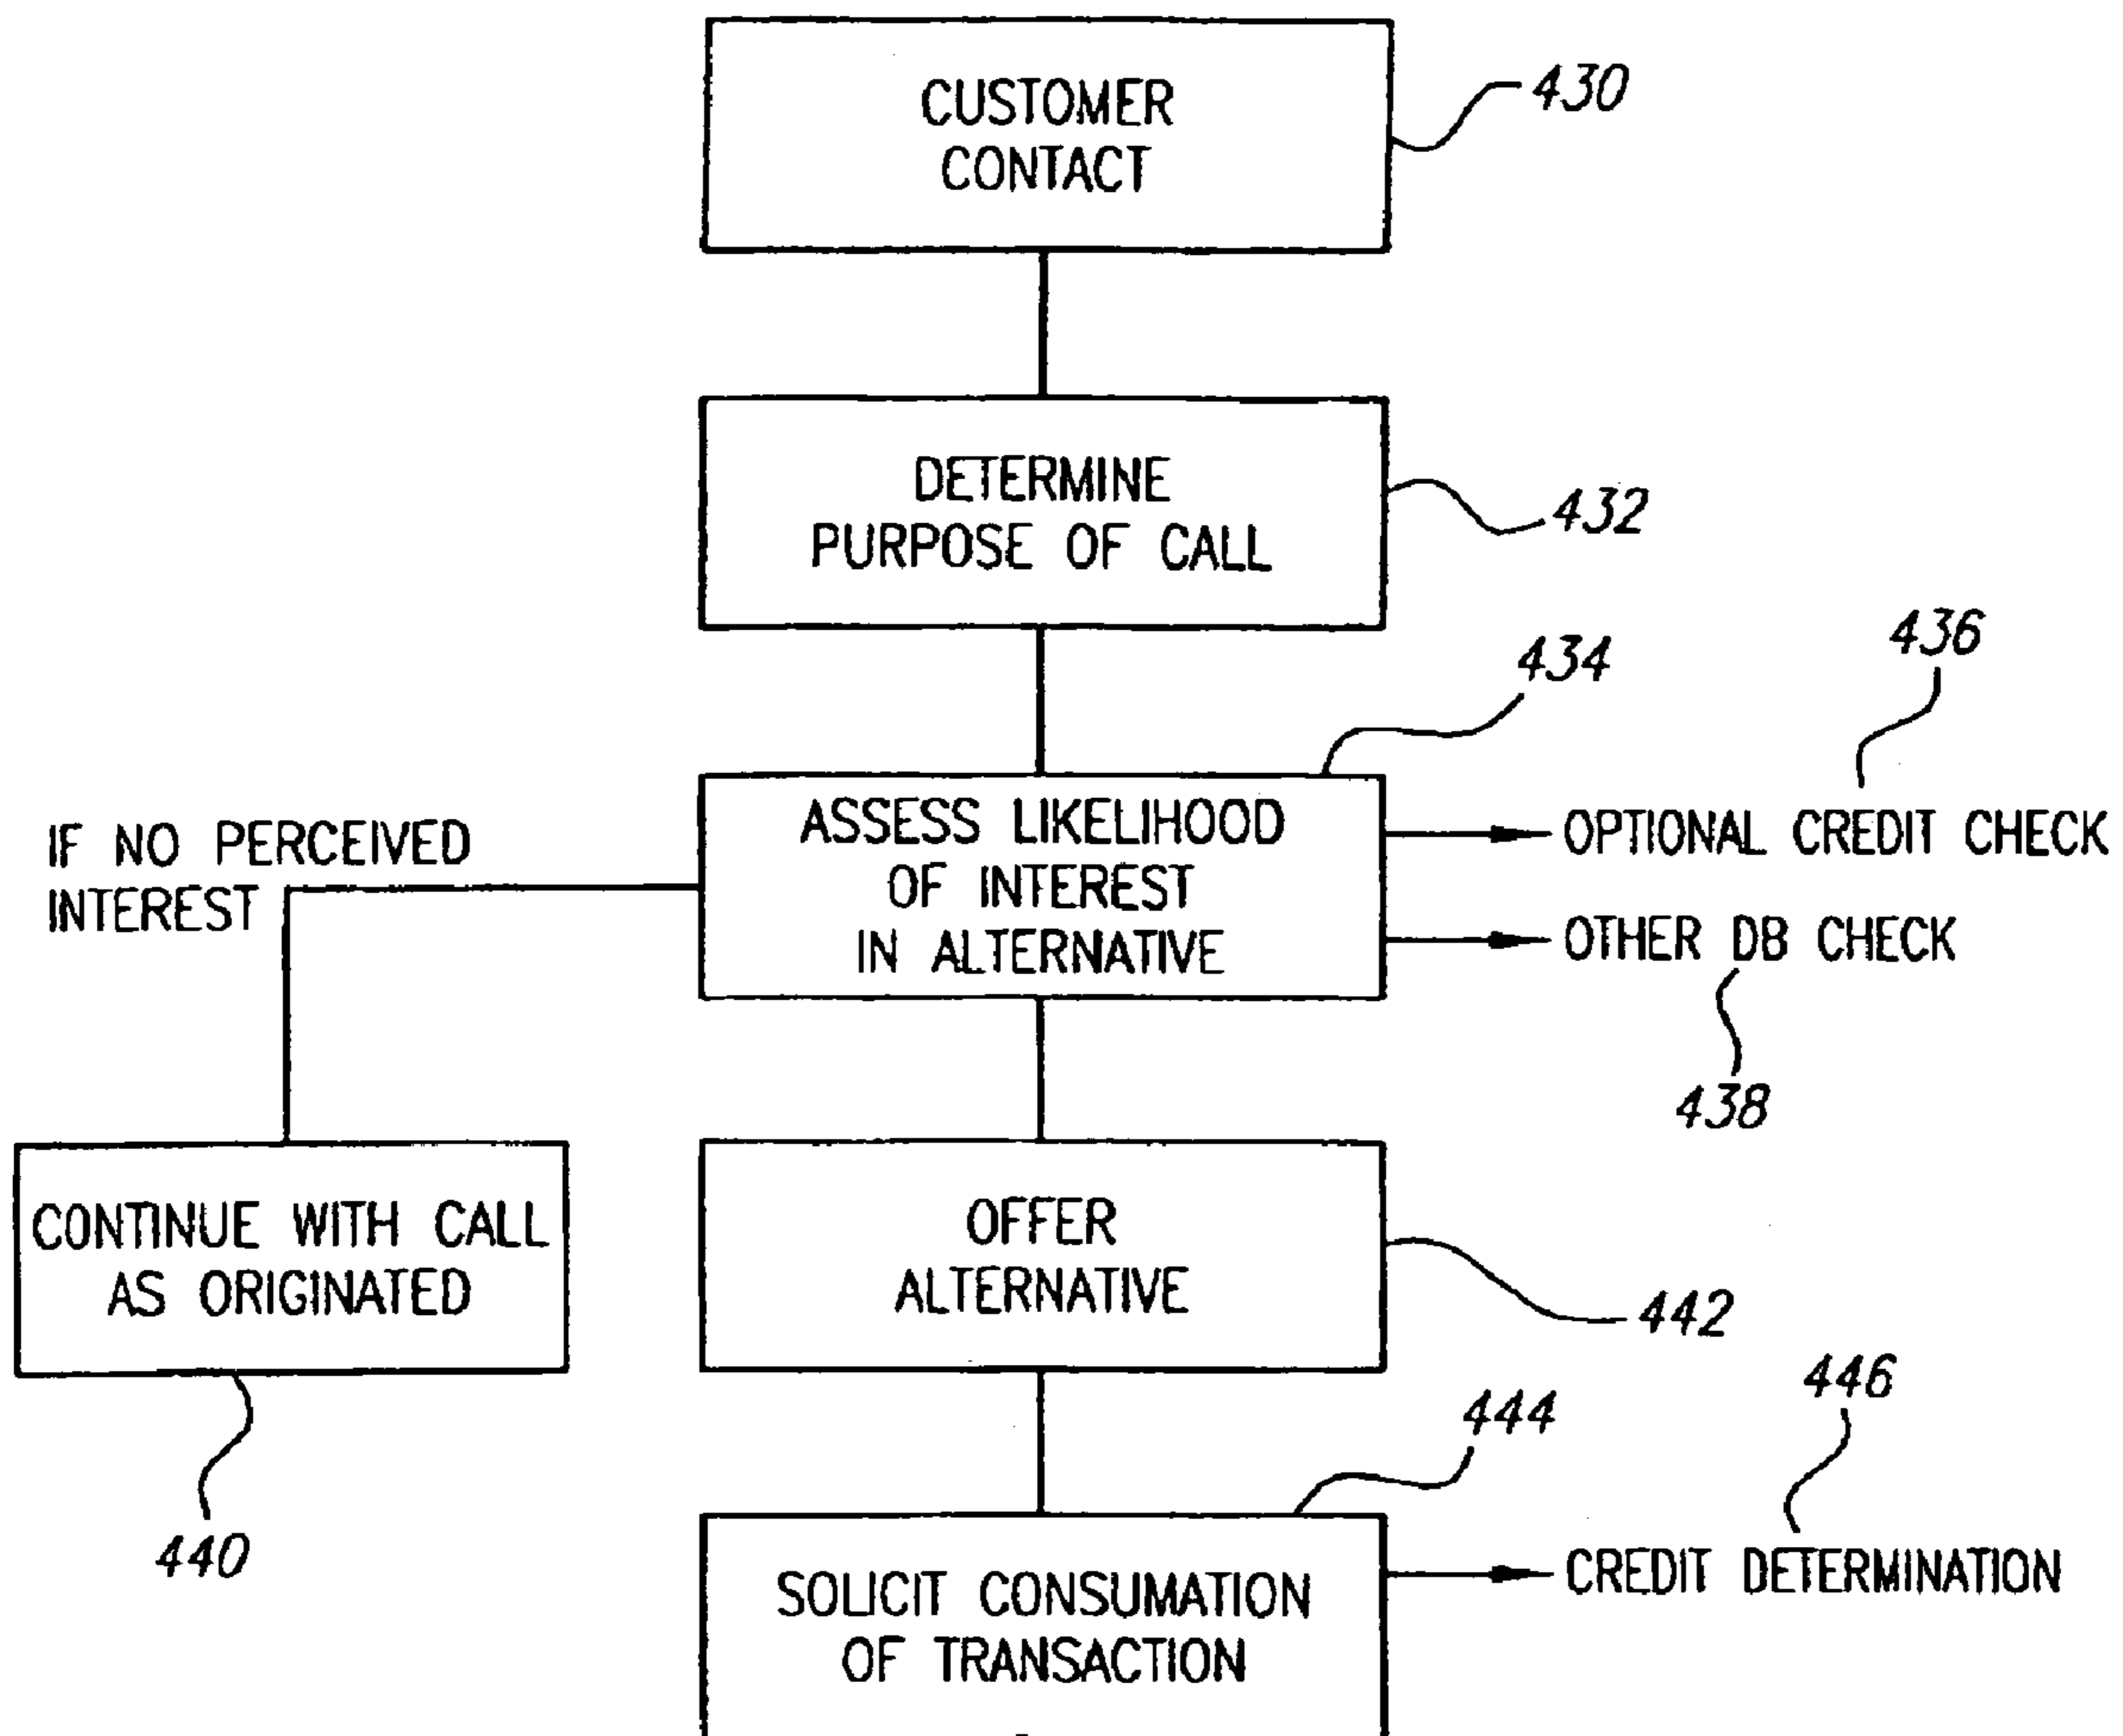 CUSTOMER
CONTACT
430
DETERMINE
PURPOSE OF CALL
432
434
436
IF NO PERCEIVED
INTEREST
ASSESS LIKELIHOOD
OF INTEREST
IN ALTERNATIVE
OPTIONAL CREDIT CHECK
OTHER DB CHECK
438
CONTINUE WITH CALL
AS ORIGINATED
440
OFFER
ALTERNATIVE
442
444
446
SOLICIT CONSUMATION
OF TRANSACTION
CREDIT DETERMINATION